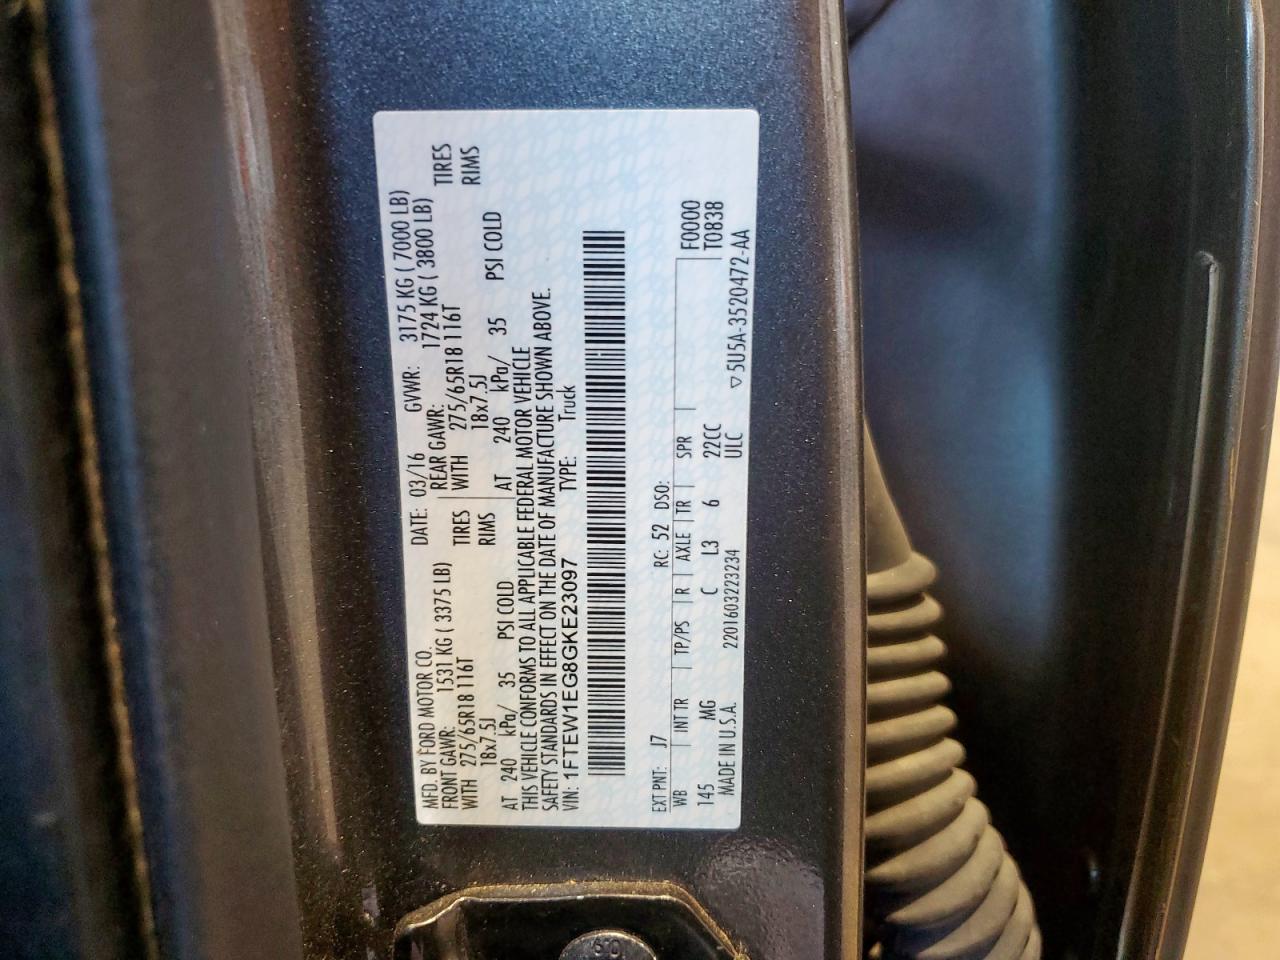 MFD. BY FORD MOTOR CO. DATE: 03/16 GVWR: 3175 KG ( 7000 LB)
FRONT GAWR: 1531 KG ( 3375 LB) REAR GAWR: 1724 KG ( 3800 LB)
WITH 275/65R18 116T TIRES WITH 275/65R18 116T TIRES
18x7.5J RIMS 18x7.5J RIMS
AT 240 kPa/ 35 PSI COLD AT 240 kPa/ 35 PSI COLD
THIS VEHICLE CONFORMS TO ALL APPLICABLE FEDERAL MOTOR VEHICLE
SAFETY STANDARDS IN EFFECT ON THE DATE OF MANUFACTURE SHOWN ABOVE.
VIN: 1FTEW1EG8GKE23097 TYPE: Truck
EXT PNT: J7 RC: 52 DSO:
WB INT TR TP/PS R AXLE TR SPR F0000
145 MG C L3 6 22CC T0838
MADE IN U.S.A. 2201603223234 ULC ▽5U5A-3520472-AA